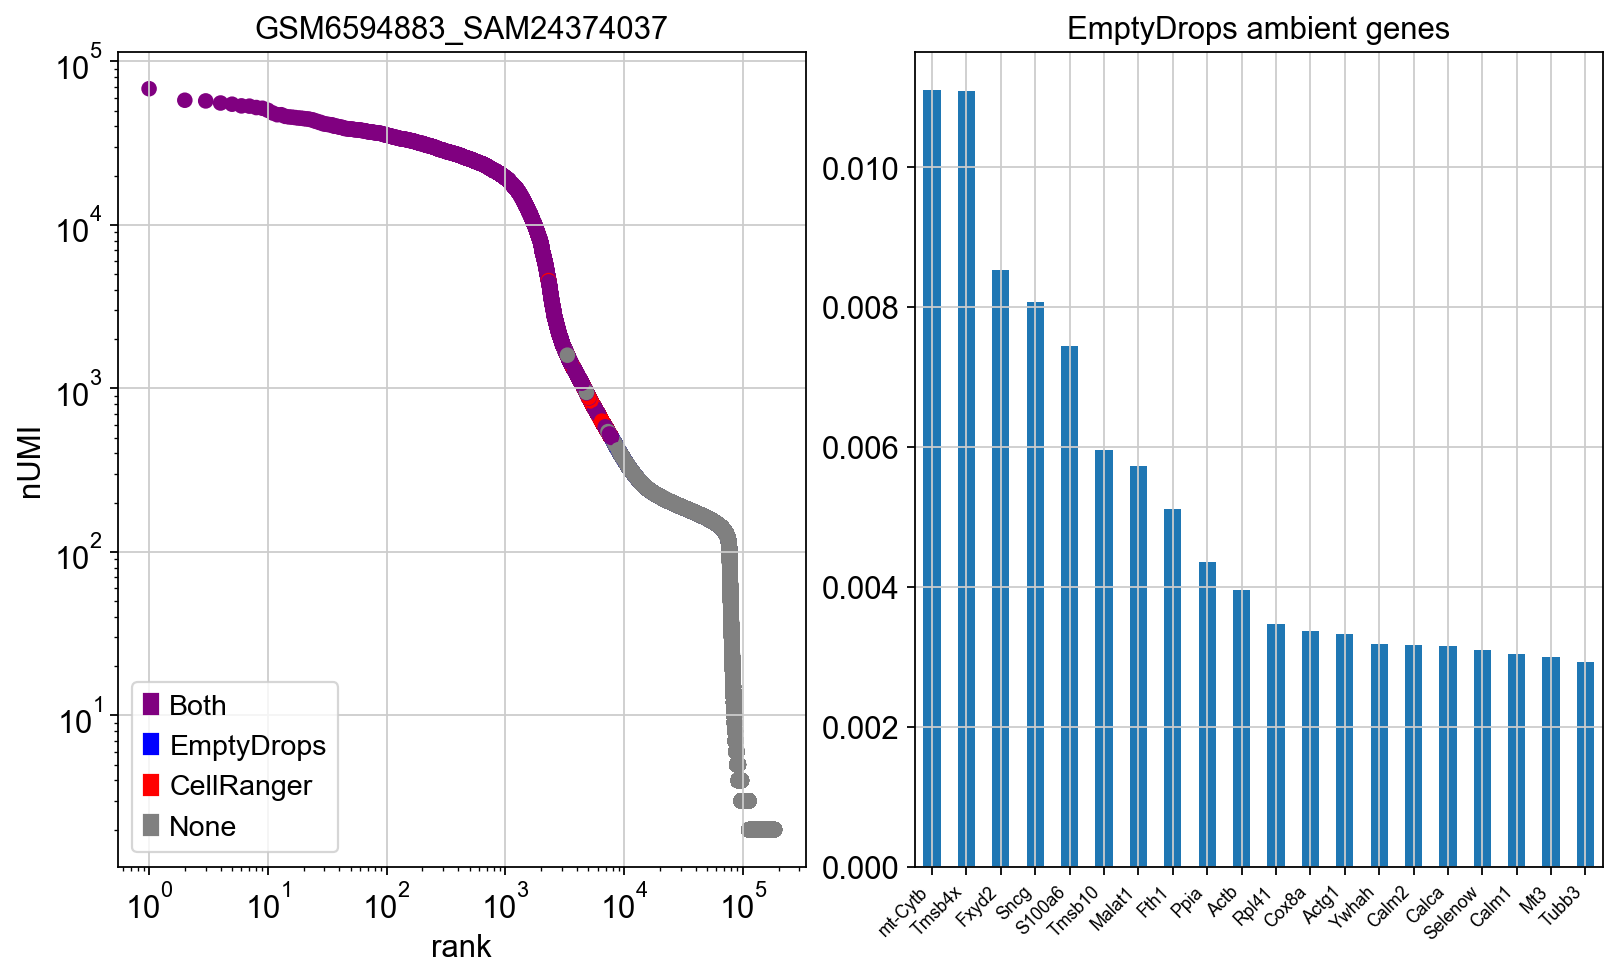 GSM6594883_SAM24374037
nUMI
10^5
10^4
10^3
10^2
10^1
Both
EmptyDrops
CellRanger
None
10^0 10^1 10^2 10^3 10^4 10^5
rank
EmptyDrops ambient genes
0.010
0.008
0.006
0.004
0.002
0.000
mt-Cytb Tmsb4x Fxyd2 Sncg S100a6 Tmsb10 Malat1 Fth1 Ppia Actb Rpl41 Cox8a Actg1 Ywhah Calm2 Calca Selenow Calm1 Mt3 Tubb3